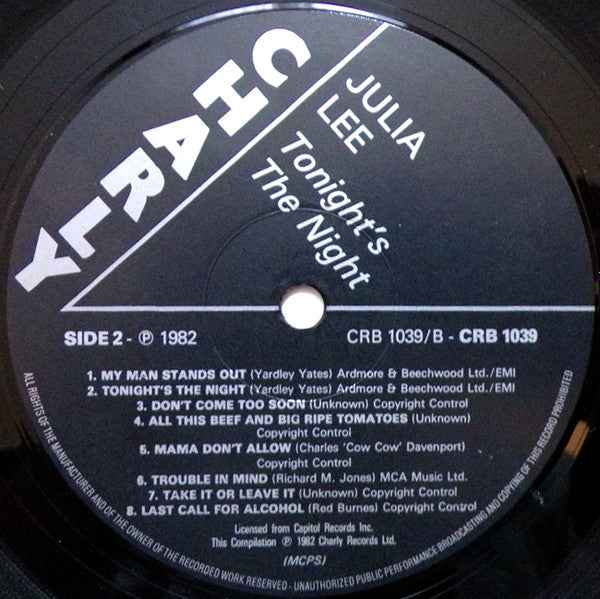 CHARLY
JULIA
LEE
Tonight's
The Night
SIDE 2 - ℗ 1982
CRB 1039/B - CRB 1039
1. MY MAN STANDS OUT (Yardley Yates) Ardmore & Beechwood Ltd./EMI
2. TONIGHT'S THE NIGHT (Yardley Yates) Ardmore & Beechwood Ltd./EMI
3. DON'T COME TOO SOON (Unknown) Copyright Control
4. ALL THIS BEEF AND BIG RIPE TOMATOES (Unknown)
Copyright Control
5. MAMA DON'T ALLOW (Charles 'Cow Cow' Davenport)
Copyright Control
6. TROUBLE IN MIND (Richard M. Jones) MCA Music Ltd.
7. TAKE IT OR LEAVE IT (Unknown) Copyright Control
8. LAST CALL FOR ALCOHOL (Red Burnes) Copyright Control
Licensed from Capitol Records Inc.
This Compilation ℗ 1982 Charly Records Ltd.
(MCPS)
ALL RIGHTS OF THE MANUFACTURER AND OF THE OWNER OF THE RECORDED WORK RESERVED - UNAUTHORIZED PUBLIC PERFORMANCE BROADCASTING AND COPYING OF THIS RECORD PROHIBITED